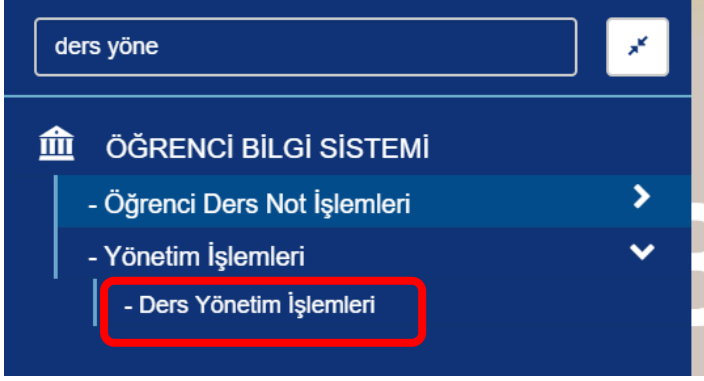 ders yöne
ÖĞRENCİ BİLGİ SİSTEMİ
- Öğrenci Ders Not İşlemleri
- Yönetim İşlemleri
- Ders Yönetim İşlemleri